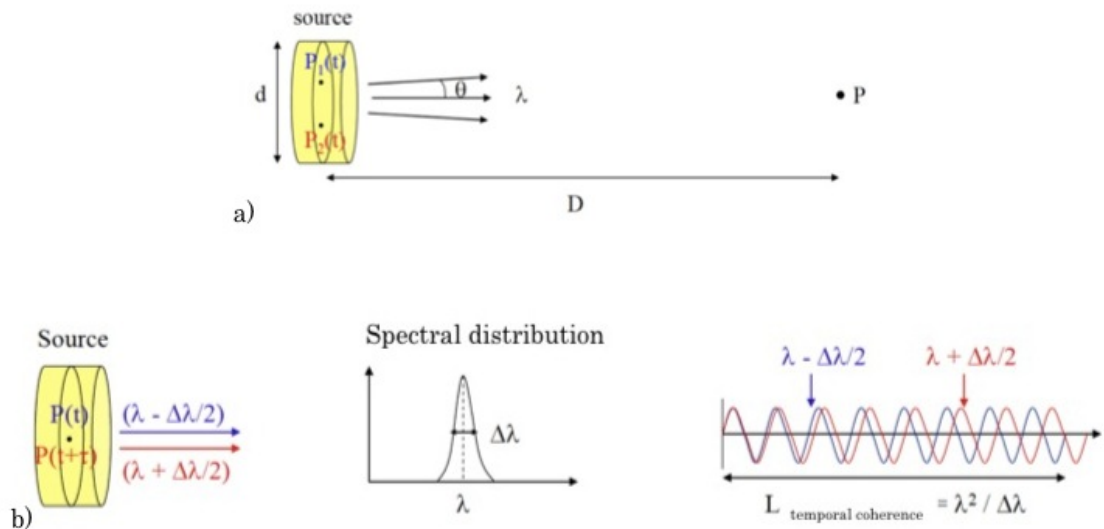 source
P₁(t)
d
θ
λ
P
P₂(t)
D
a)
Source
Spectral distribution
λ - Δλ/2
λ + Δλ/2
P(t)
(λ - Δλ/2)
Δλ
P(t+τ)
(λ + Δλ/2)
λ
L temporal coherence = λ² / Δλ
b)